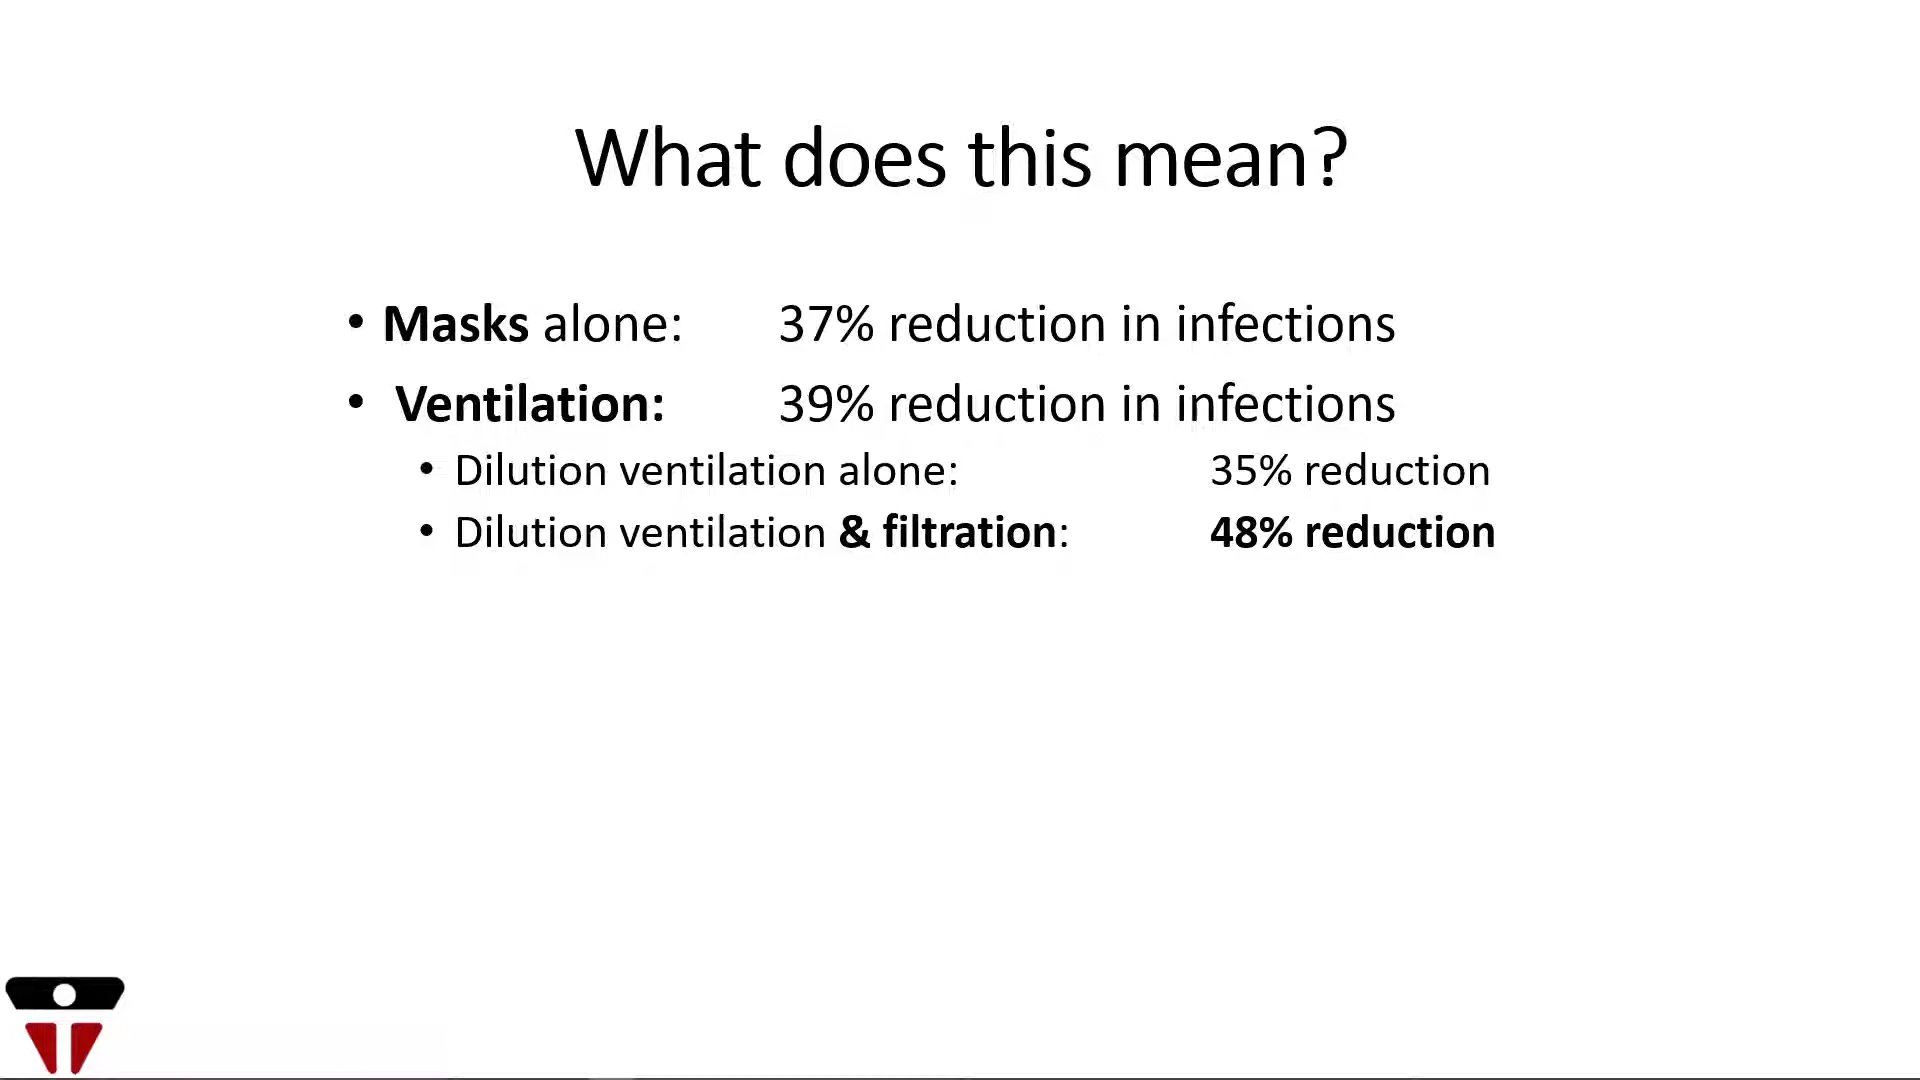 What does this mean?
• Masks alone: 37% reduction in infections
• Ventilation: 39% reduction in infections
• Dilution ventilation alone: 35% reduction
• Dilution ventilation & filtration: 48% reduction